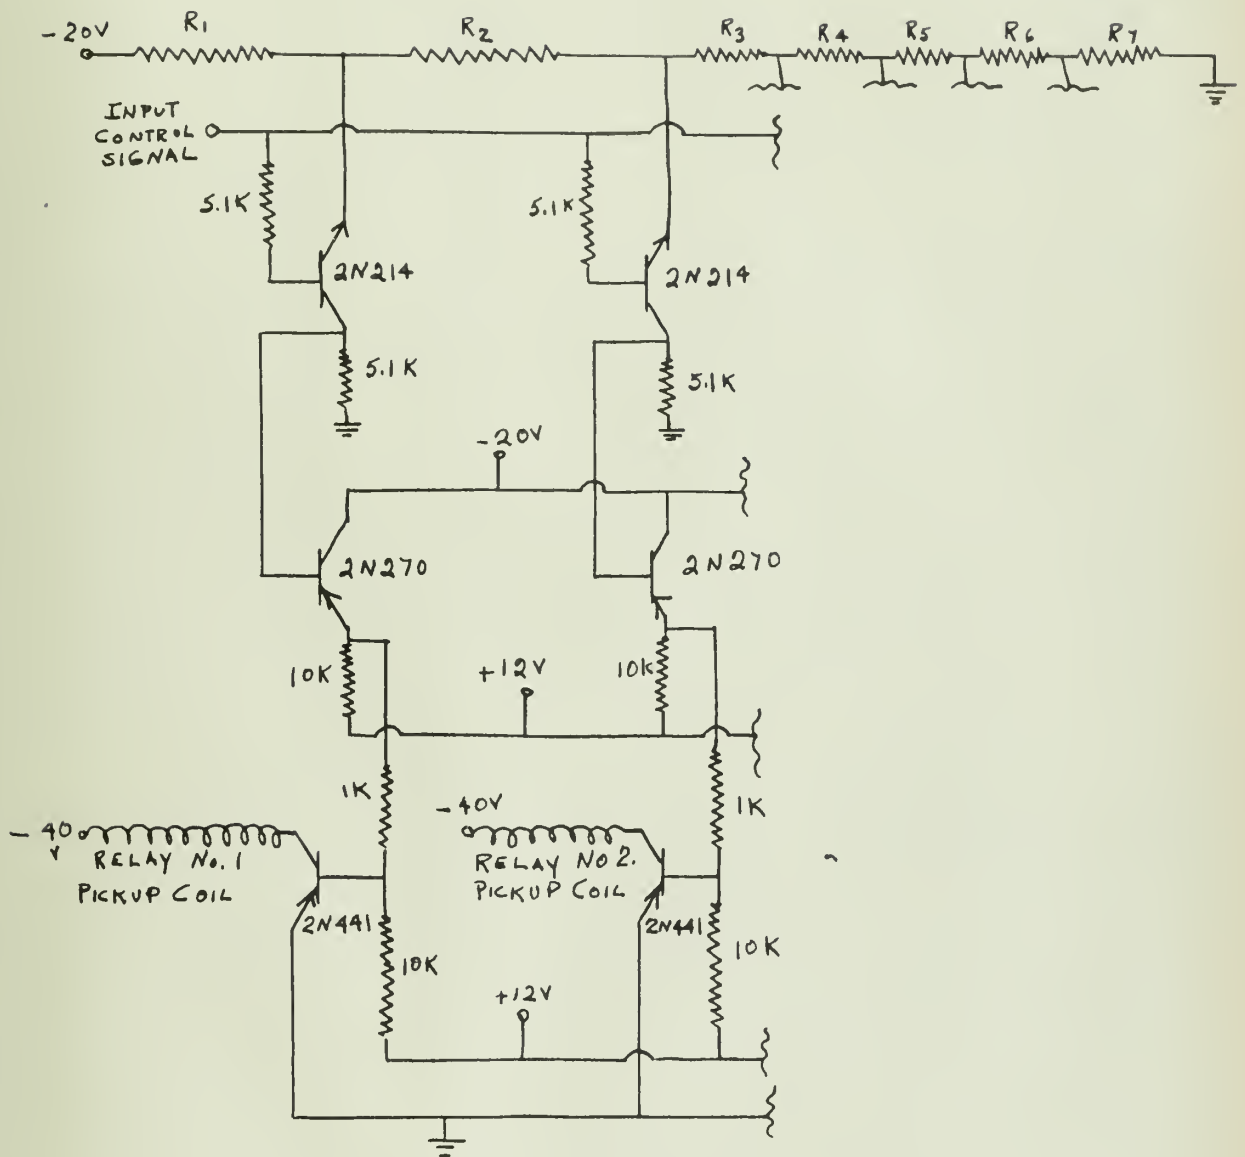 -20V
R1
R2
R3
R4
R5
R6
R7
INPUT
CONTROL
SIGNAL
5.1K
5.1K
2N214
2N214
5.1K
5.1K
-20V
2N270
2N270
10K
+12V
10K
1K
1K
-40
V
-40V
RELAY No. 1
PICKUP COIL
RELAY NO 2.
PICKUP COIL
2N441
2N441
10K
10K
+12V